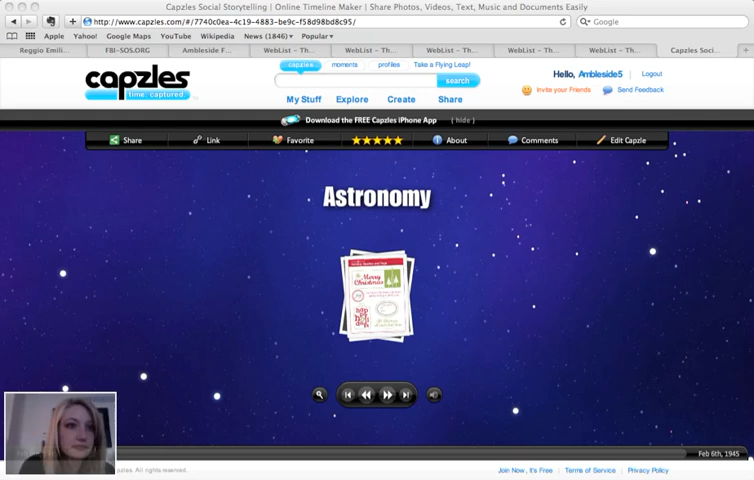 Capzles Social Storytelling | Online Timeline Maker | Share Photos, Videos, Text, Music and Documents Easily
http://www.capzles.com/#/7740c0ea-4c19-4883-be9c-f58d98bd8c95/
Google
Apple Yahoo! Google Maps YouTube Wikipedia News (1846) Popular
Reggio Emili... FBI-SOS.ORG Ambleside F... WebList – Th... WebList – Th... WebList – Th... WebList – Th... WebList – Th... Capzles Soci...
capzles moments profiles Take a Flying Leap!
capzles
time: captured.
search
Hello, Ambleside5 Logout
Invite your Friends Send Feedback
My Stuff Explore Create Share
Download the FREE Capzles iPhone App [ hide ]
Share Link Favorite About Comments Edit Capzle
Astronomy
Merry
Christmas
Feb 6th, 1945
All rights reserved.
Join Now, It's Free | Terms of Service | Privacy Policy